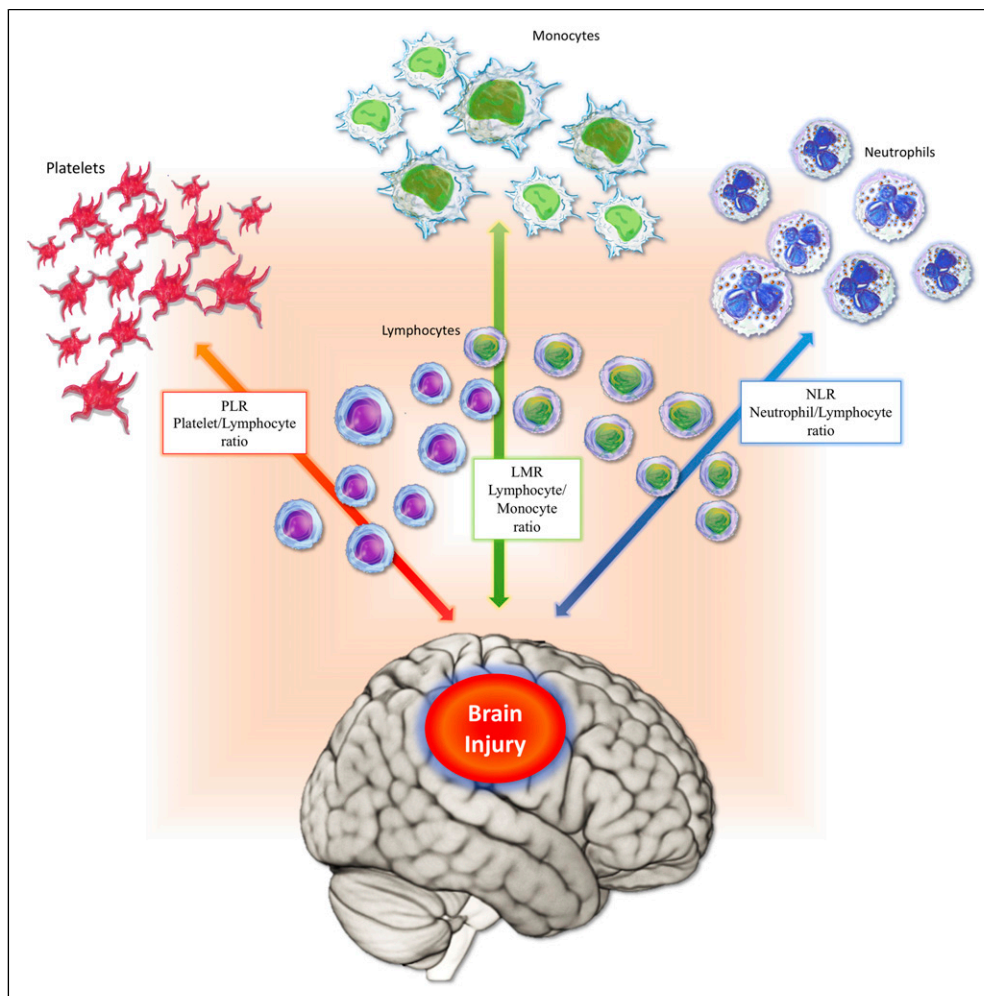 Monocytes
Neutrophils
Platelets
Lymphocytes
PLR
Platelet/Lymphocyte
ratio
LMR
Lymphocyte/
Monocyte
ratio
NLR
Neutrophil/Lymphocyte
ratio
Brain
Injury